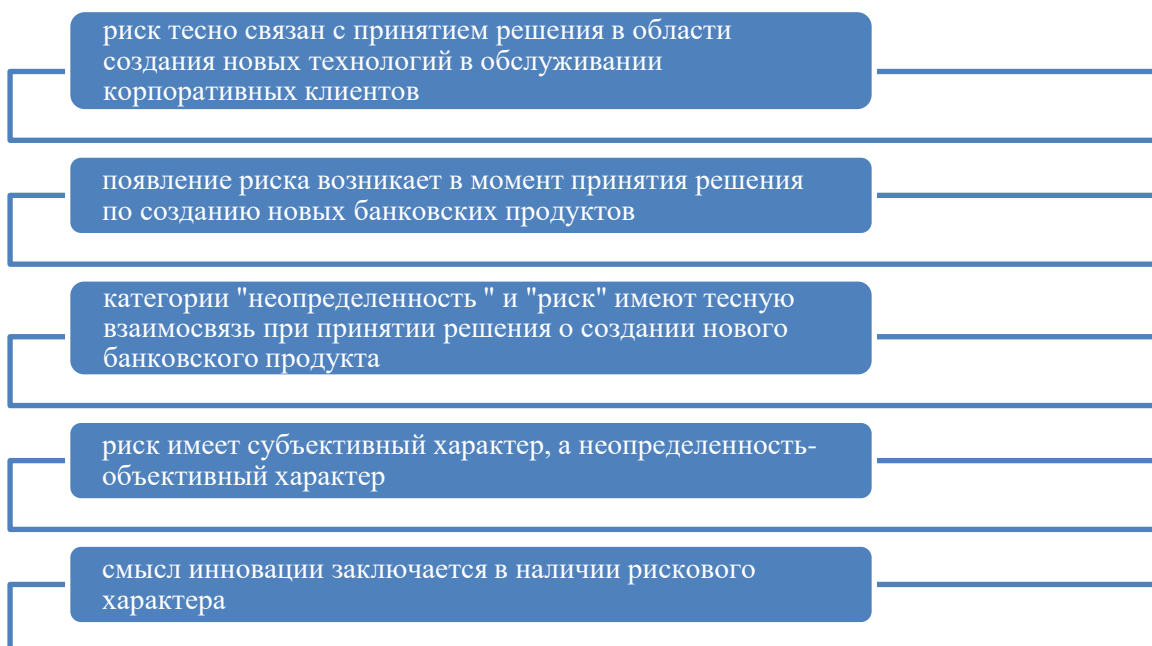 риск тесно связан с принятием решения в области
создания новых технологий в обслуживании
корпоративных клиентов
появление риска возникает в момент принятия решения
по созданию новых банковских продуктов
категории "неопределенность " и "риск" имеют тесную
взаимосвязь при принятии решения о создании нового
банковского продукта
риск имеет субъективный характер, а неопределенность-
объективный характер
смысл инновации заключается в наличии рискового
характера